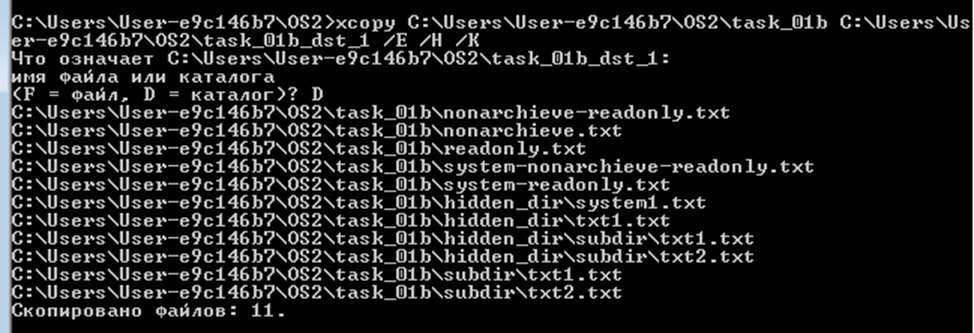 C:\Users\User-e9c146b7\OS2>xcopy C:\Users\User-e9c146b7\OS2\task_01b C:\Users\Us
er-e9c146b7\OS2\task_01b_dst_1 /E /H /K
Что означает C:\Users\User-e9c146b7\OS2\task_01b_dst_1:
имя файла или каталога
(F = файл, D = каталог)? D
C:\Users\User-e9c146b7\OS2\task_01b\nonarchieve-readonly.txt
C:\Users\User-e9c146b7\OS2\task_01b\nonarchieve.txt
C:\Users\User-e9c146b7\OS2\task_01b\readonly.txt
C:\Users\User-e9c146b7\OS2\task_01b\system-nonarchieve-readonly.txt
C:\Users\User-e9c146b7\OS2\task_01b\system-readonly.txt
C:\Users\User-e9c146b7\OS2\task_01b\hidden_dir\system1.txt
C:\Users\User-e9c146b7\OS2\task_01b\hidden_dir\txt1.txt
C:\Users\User-e9c146b7\OS2\task_01b\hidden_dir\subdir\txt1.txt
C:\Users\User-e9c146b7\OS2\task_01b\hidden_dir\subdir\txt2.txt
C:\Users\User-e9c146b7\OS2\task_01b\subdir\txt1.txt
C:\Users\User-e9c146b7\OS2\task_01b\subdir\txt2.txt
Скопировано файлов: 11.